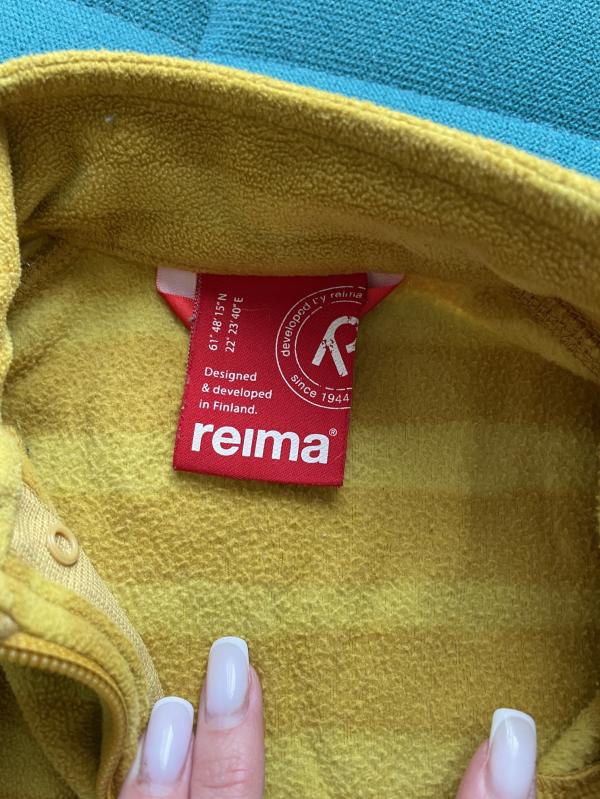 61° 48' 15" N
22° 23' 40" E
developed by reima
since 1944
Designed
& developed
in Finland.
reima®